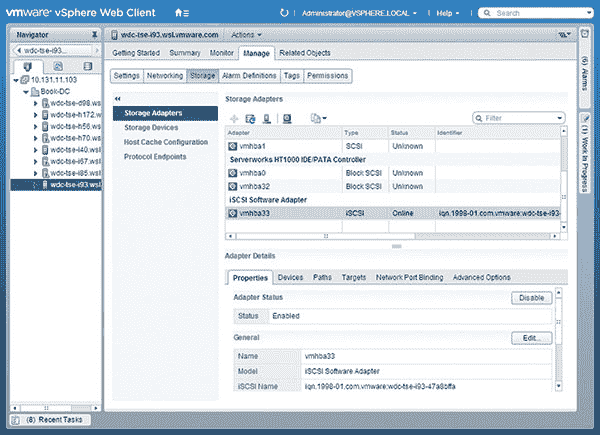 vmware® vSphere Web Client
Administrator@VSPHERE.LOCAL
Help
Search
Navigator
wdc-tse-i93.wsl.vmware.com
Actions
wdc-tse-i93...
Getting Started Summary Monitor Manage Related Objects
Settings Networking Storage Alarm Definitions Tags Permissions
10.131.11.103
Book-DC
wdc-tse-d98.ws
wdc-tse-h172.w
wdc-tse-h56.ws
wdc-tse-h70.ws
wdc-tse-i40.wsl
wdc-tse-i67.wsl
wdc-tse-i85.wsl
wdc-tse-i93.wsl
Storage Adapters
Storage Devices
Host Cache Configuration
Protocol Endpoints
Storage Adapters
Filter
Adapter Type Status Identifier
vmhba1 SCSI Unknown
Serverworks HT1000 IDE/PATA Controller
vmhba0 Block SCSI Unknown
vmhba32 Block SCSI Unknown
iSCSI Software Adapter
vmhba33 iSCSI Online iqn.1998-01.com.vmware:wdc-tse-i93-
Adapter Details
Properties Devices Paths Targets Network Port Binding Advanced Options
Adapter Status
Disable
Status Enabled
General
Edit...
Name vmhba33
Model iSCSI Software Adapter
iSCSI Name iqn.1998-01.com.vmware:wdc-tse-i93-47a8bffa
(6) Alarms
(1) Work In Progress
(8) Recent Tasks